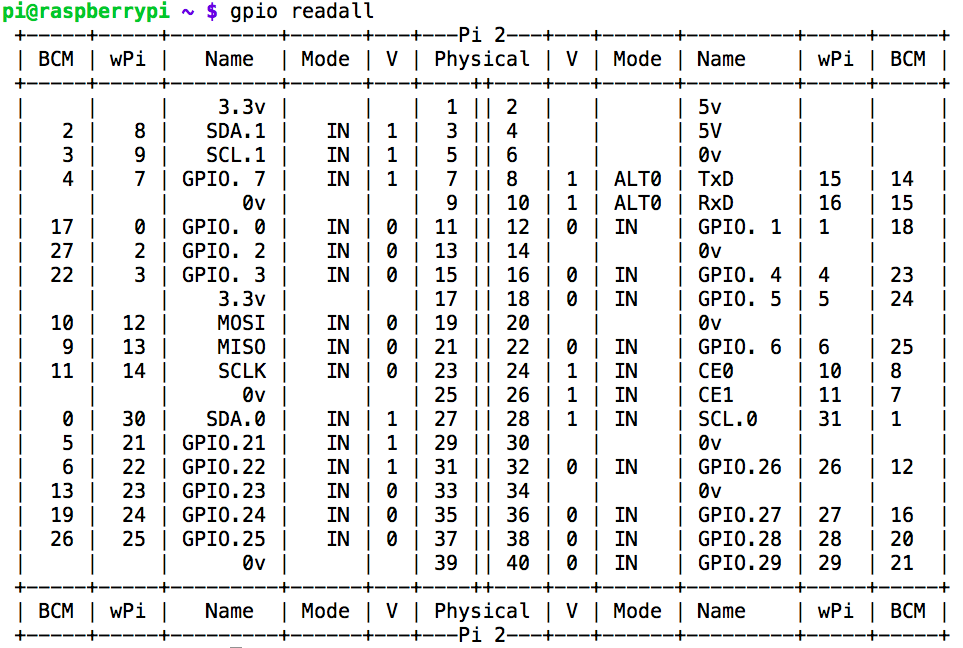 pi@raspberrypi ~ $ gpio readall
+-----+-----+---------+------+---+---Pi 2---+---+------+---------+-----+-----+
| BCM | wPi |   Name  | Mode | V | Physical | V | Mode | Name    | wPi | BCM |
+-----+-----+---------+------+---+----++----+---+------+---------+-----+-----+
|     |     |    3.3v |      |   |  1 || 2  |   |      | 5v      |     |     |
|   2 |   8 |   SDA.1 |   IN | 1 |  3 || 4  |   |      | 5V      |     |     |
|   3 |   9 |   SCL.1 |   IN | 1 |  5 || 6  |   |      | 0v      |     |     |
|   4 |   7 | GPIO. 7 |   IN | 1 |  7 || 8  | 1 | ALT0 | TxD     | 15  | 14  |
|     |     |      0v |      |   |  9 || 10 | 1 | ALT0 | RxD     | 16  | 15  |
|  17 |   0 | GPIO. 0 |   IN | 0 | 11 || 12 | 0 | IN   | GPIO. 1 | 1   | 18  |
|  27 |   2 | GPIO. 2 |   IN | 0 | 13 || 14 |   |      | 0v      |     |     |
|  22 |   3 | GPIO. 3 |   IN | 0 | 15 || 16 | 0 | IN   | GPIO. 4 | 4   | 23  |
|     |     |    3.3v |      |   | 17 || 18 | 0 | IN   | GPIO. 5 | 5   | 24  |
|  10 |  12 |    MOSI |   IN | 0 | 19 || 20 |   |      | 0v      |     |     |
|   9 |  13 |    MISO |   IN | 0 | 21 || 22 | 0 | IN   | GPIO. 6 | 6   | 25  |
|  11 |  14 |    SCLK |   IN | 0 | 23 || 24 | 1 | IN   | CE0     | 10  | 8   |
|     |     |      0v |      |   | 25 || 26 | 1 | IN   | CE1     | 11  | 7   |
|   0 |  30 |   SDA.0 |   IN | 1 | 27 || 28 | 1 | IN   | SCL.0   | 31  | 1   |
|   5 |  21 | GPIO.21 |   IN | 1 | 29 || 30 |   |      | 0v      |     |     |
|   6 |  22 | GPIO.22 |   IN | 1 | 31 || 32 | 0 | IN   | GPIO.26 | 26  | 12  |
|  13 |  23 | GPIO.23 |   IN | 0 | 33 || 34 |   |      | 0v      |     |     |
|  19 |  24 | GPIO.24 |   IN | 0 | 35 || 36 | 0 | IN   | GPIO.27 | 27  | 16  |
|  26 |  25 | GPIO.25 |   IN | 0 | 37 || 38 | 0 | IN   | GPIO.28 | 28  | 20  |
|     |     |      0v |      |   | 39 || 40 | 0 | IN   | GPIO.29 | 29  | 21  |
+-----+-----+---------+------+---+----++----+---+------+---------+-----+-----+
| BCM | wPi |   Name  | Mode | V | Physical | V | Mode | Name    | wPi | BCM |
+-----+-----+---------+------+---+---Pi 2---+---+------+---------+-----+-----+